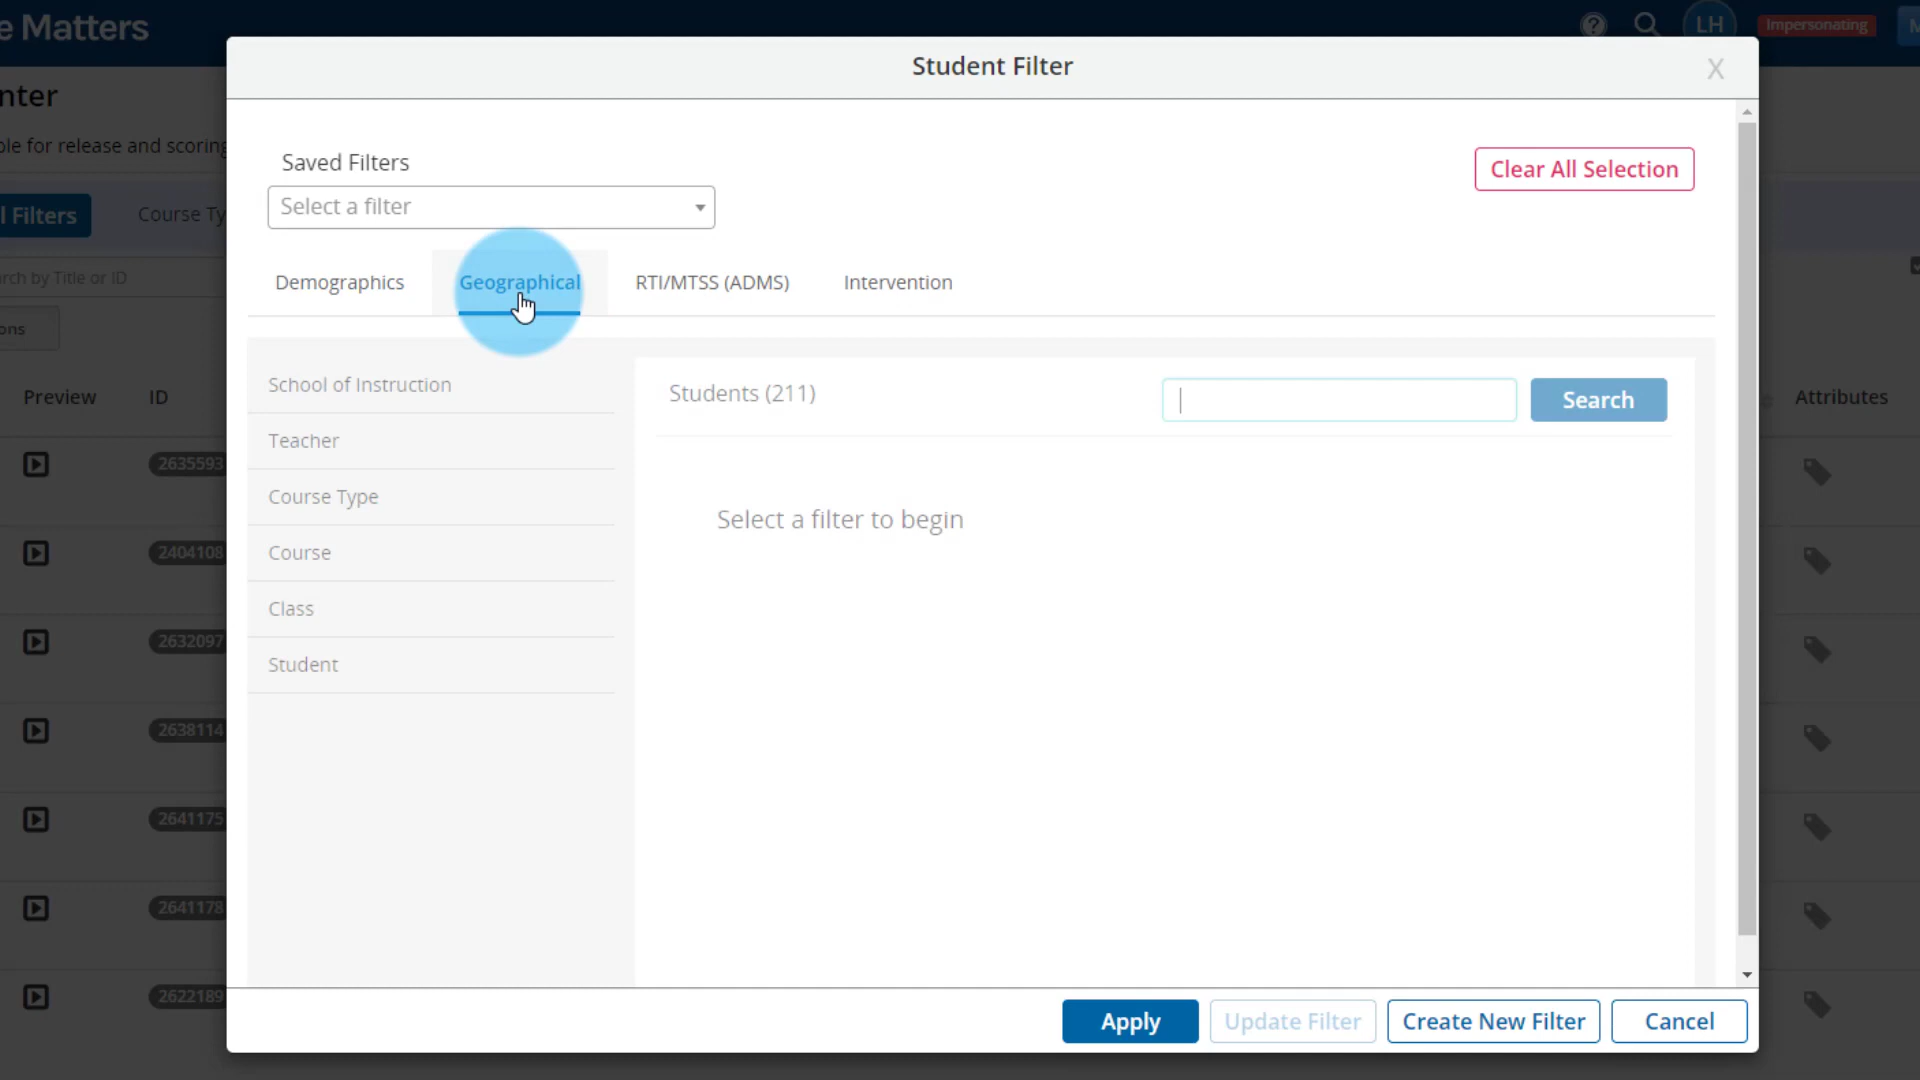 e Matters
LH
Impersonating
M
Student Filter
X
nter
ble for release and scoring
Saved Filters
Clear All Selection
Select a filter
l Filters
Course Ty
rch by Title or ID
ons
Demographics
Geographical
RTI/MTSS (ADMS)
Intervention
School of Instruction
Teacher
Course Type
Course
Class
Student
Students (211)
Search
Select a filter to begin
Preview
ID
Attributes
2635593
2404108
2632097
2638114
2641175
2641178
2622189
Apply
Update Filter
Create New Filter
Cancel